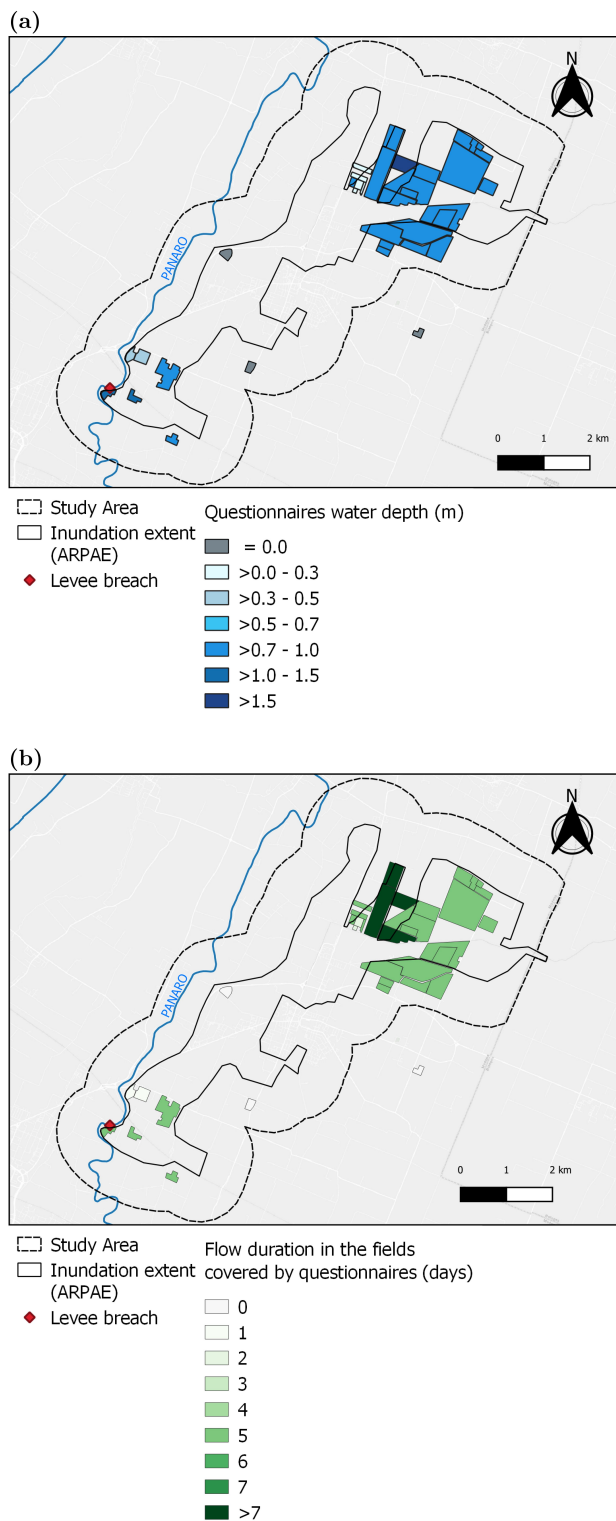 (a)
N
PANARO
0 1 2 km
Study Area
Inundation extent
(ARPAE)
Levee breach
Questionnaires water depth (m)
= 0.0
>0.0 - 0.3
>0.3 - 0.5
>0.5 - 0.7
>0.7 - 1.0
>1.0 - 1.5
>1.5
(b)
N
PANARO
0 1 2 km
Study Area
Inundation extent
(ARPAE)
Levee breach
Flow duration in the fields
covered by questionnaires (days)
0
1
2
3
4
5
6
7
>7